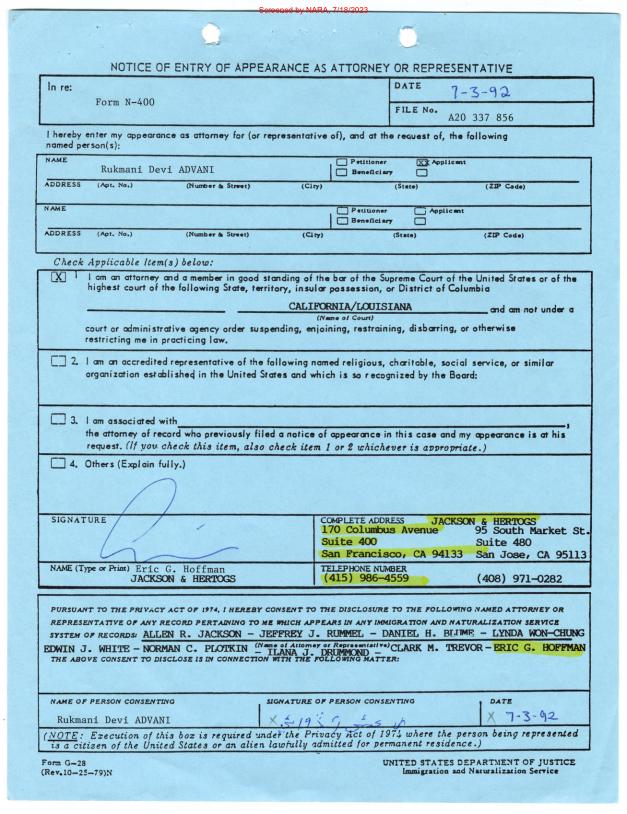 Screened by NARA, 7/18/2023
NOTICE OF ENTRY OF APPEARANCE AS ATTORNEY OR REPRESENTATIVE
In re:
Form N-400
DATE 7-3-92
FILE No. A20 337 856
I hereby enter my appearance as attorney for (or representative of), and at the request of, the following
named person(s):
NAME
Rukmani Devi ADVANI
Petitioner XX Applicant
Beneficiary
ADDRESS (Apt. No.) (Number & Street) (City) (State) (ZIP Code)
NAME
Petitioner Applicant
Beneficiary
ADDRESS (Apt. No.) (Number & Street) (City) (State) (ZIP Code)
Check Applicable Item(s) below:
X 1 I am an attorney and a member in good standing of the bar of the Supreme Court of the United States or of the
highest court of the following State, territory, insular possession, or District of Columbia
CALIFORNIA/LOUISIANA and am not under a
(Name of Court)
court or administrative agency order suspending, enjoining, restraining, disbarring, or otherwise
restricting me in practicing law.
2. I am an accredited representative of the following named religious, charitable, social service, or similar
organization established in the United States and which is so recognized by the Board:
3. I am associated with ,
the attorney of record who previously filed a notice of appearance in this case and my appearance is at his
request. (If you check this item, also check item 1 or 2 whichever is appropriate.)
4. Others (Explain fully.)
SIGNATURE
COMPLETE ADDRESS JACKSON & HERTOGS
170 Columbus Avenue 95 South Market St.
Suite 400 Suite 480
San Francisco, CA 94133 San Jose, CA 95113
NAME (Type or Print) Eric G. Hoffman
JACKSON & HERTOGS
TELEPHONE NUMBER
(415) 986-4559 (408) 971-0282
PURSUANT TO THE PRIVACY ACT OF 1974, I HEREBY CONSENT TO THE DISCLOSURE TO THE FOLLOWING NAMED ATTORNEY OR
REPRESENTATIVE OF ANY RECORD PERTAINING TO ME WHICH APPEARS IN ANY IMMIGRATION AND NATURALIZATION SERVICE
SYSTEM OF RECORDS: ALLEN R. JACKSON - JEFFREY J. RUMMEL - DANIEL H. BLUME - LYNDA WON-CHUNG
EDWIN J. WHITE - NORMAN C. PLOTKIN (Name of Attorney or Representative) CLARK M. TREVOR - ERIC G. HOFFMAN
- ILANA J. DRUMMOND -
THE ABOVE CONSENT TO DISCLOSE IS IN CONNECTION WITH THE FOLLOWING MATTER:
NAME OF PERSON CONSENTING
Rukmani Devi ADVANI
SIGNATURE OF PERSON CONSENTING
X
DATE
X 7-3-92
(NOTE: Execution of this box is required under the Privacy Act of 1974 where the person being represented
is a citizen of the United States or an alien lawfully admitted for permanent residence.)
Form G-28
(Rev.10-25-79)N
UNITED STATES DEPARTMENT OF JUSTICE
Immigration and Naturalization Service